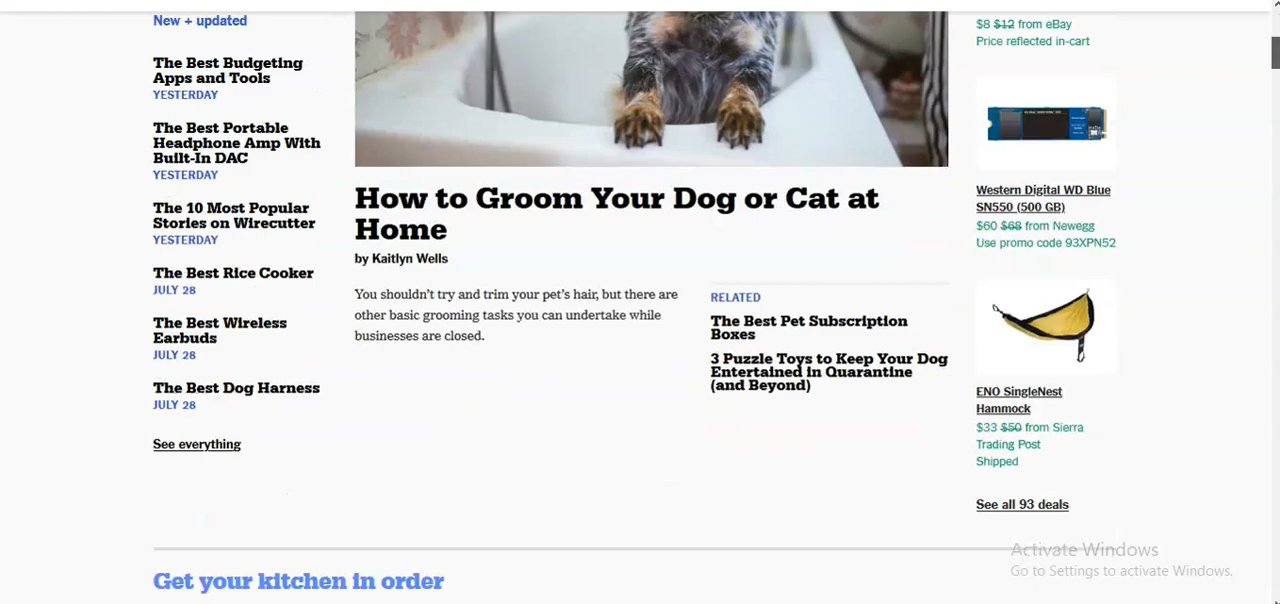 New + updated
The Best Budgeting
Apps and Tools
YESTERDAY
The Best Portable
Headphone Amp With
Built-In DAC
YESTERDAY
The 10 Most Popular
Stories on Wirecutter
YESTERDAY
The Best Rice Cooker
JULY 28
The Best Wireless
Earbuds
JULY 28
The Best Dog Harness
JULY 28
See everything
How to Groom Your Dog or Cat at
Home
by Kaitlyn Wells
You shouldn't try and trim your pet's hair, but there are
other basic grooming tasks you can undertake while
businesses are closed.
RELATED
The Best Pet Subscription
Boxes
3 Puzzle Toys to Keep Your Dog
Entertained in Quarantine
(and Beyond)
$8 $12 from eBay
Price reflected in-cart
Western Digital WD Blue
SN550 (500 GB)
$60 $68 from Newegg
Use promo code 93XPN52
ENO SingleNest
Hammock
$33 $50 from Sierra
Trading Post
Shipped
See all 93 deals
Get your kitchen in order
Activate Windows
Go to Settings to activate Windows.